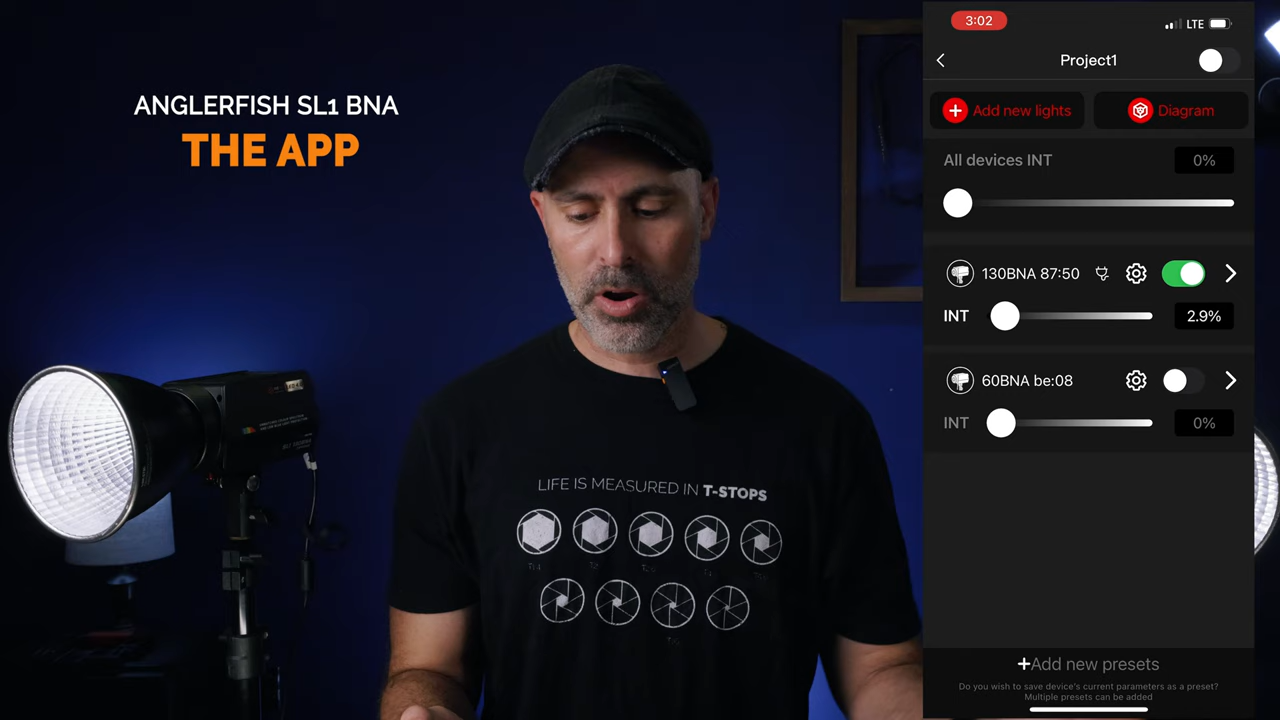 ANGLERFISH SL1 BNA
THE APP
3:02
LTE
Project1
Add new lights
Diagram
All devices INT
0%
130BNA 87:50
INT
2.9%
60BNA be:08
INT
0%
+Add new presets
Do you wish to save device's current parameters as a preset?
Multiple presets can be added
LIFE IS MEASURED IN T-STOPS